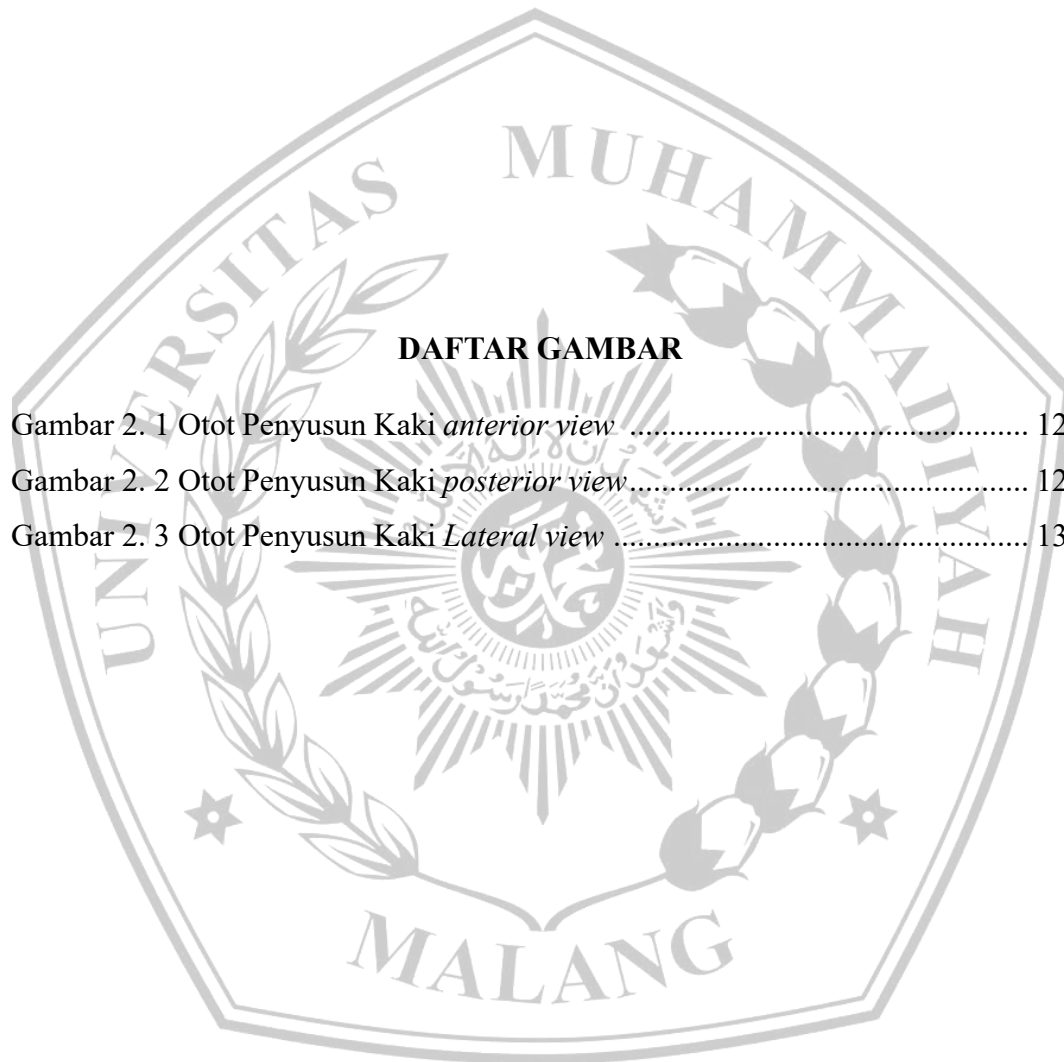 UNIVERSITAS MUHAMMADIYAH
MALANG
DAFTAR GAMBAR
Gambar 2. 1 Otot Penyusun Kaki anterior view ................................................ 12
Gambar 2. 2 Otot Penyusun Kaki posterior view................................................ 12
Gambar 2. 3 Otot Penyusun Kaki Lateral view .................................................. 13